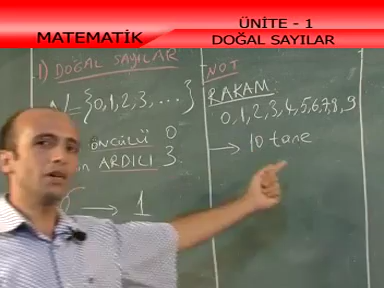 MATEMATİK
ÜNİTE - 1
DOĞAL SAYILAR
1) DOĞAL SAYILAR
N={0,1,2,3,...}
ÖNCÜLÜ 0
ARDILI 3
→ 1
NOT
RAKAM
0,1,2,3,4,5,6,7,8,9
→ 10 tane